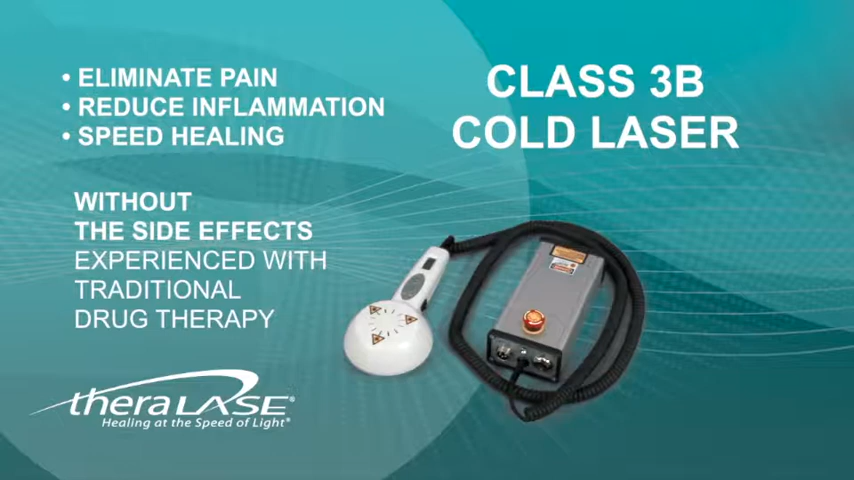 • ELIMINATE PAIN
• REDUCE INFLAMMATION
• SPEED HEALING
WITHOUT
THE SIDE EFFECTS
EXPERIENCED WITH
TRADITIONAL
DRUG THERAPY
CLASS 3B
COLD LASER
theraLASE®
Healing at the Speed of Light®